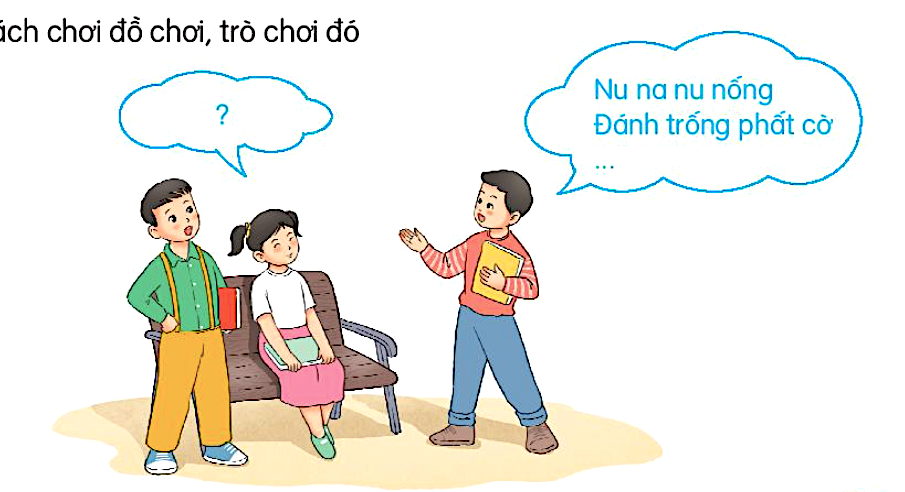 ách chơi đồ chơi, trò chơi đó
?
Nu na nu nống
Đánh trống phất cờ
...